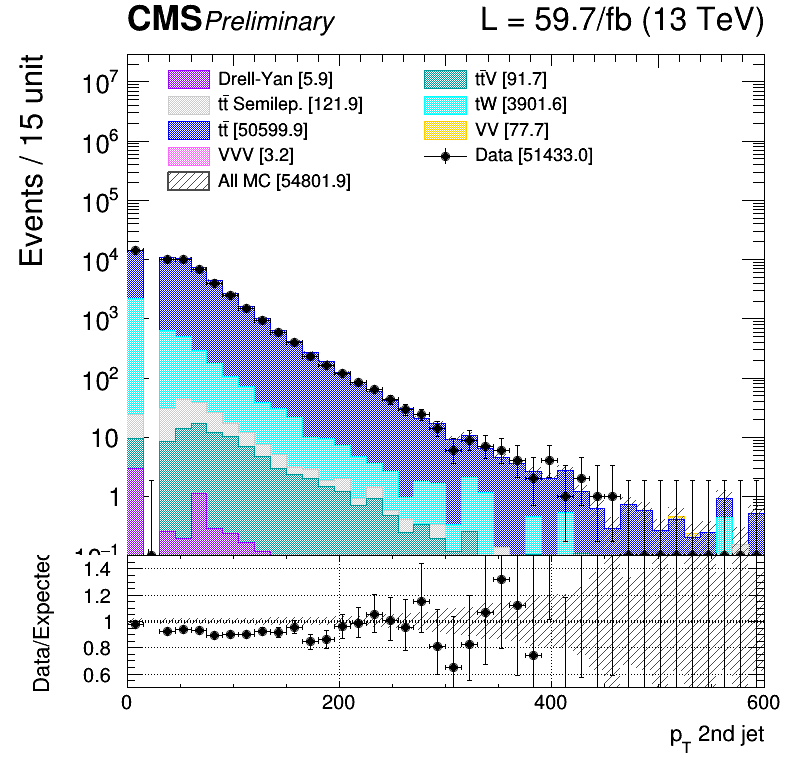 CMS Preliminary L = 59.7/fb (13 TeV)
Drell-Yan [5.9]
tt̄ Semilep. [121.9]
tt̄ [50599.9]
VVV [3.2]
All MC [54801.9]
tt̄V [91.7]
tW [3901.6]
VV [77.7]
Data [51433.0]
Events / 15 unit
10⁷
10⁶
10⁵
10⁴
10³
10²
10
1
10⁻¹
Data/Expected
1.4
1.2
1
0.8
0.6
0 200 400 600
p_T 2nd jet